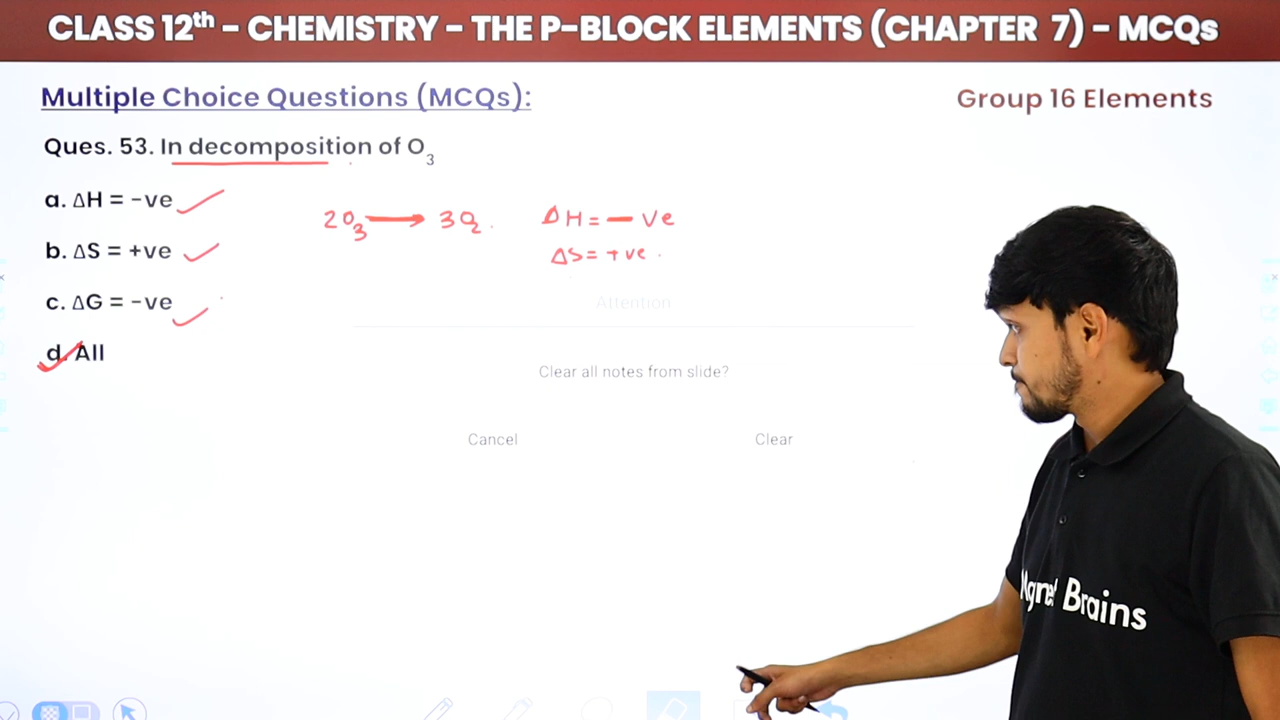 CLASS 12th - CHEMISTRY - THE P-BLOCK ELEMENTS (CHAPTER 7) - MCQs
Multiple Choice Questions (MCQs):
Group 16 Elements
Ques. 53. In decomposition of O3
a. ΔH = -ve
b. ΔS = +ve
c. ΔG = -ve
d. All
2O3 → 3O2. ΔH = - ve
ΔS = +ve.
Attention
Clear all notes from slide?
Cancel
Clear
Brains